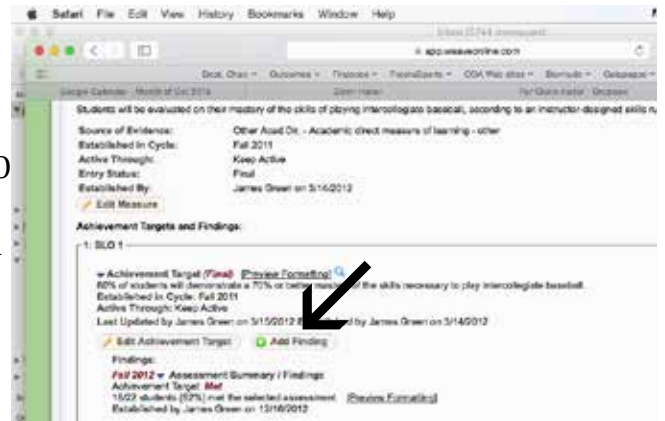 Safari File Edit View History Bookmarks Window Help
app.weaveonline.com
Students will be evaluated on their mastery of the skills of playing intercollegiate baseball, according to an instructor-designed skills ru
Source of Evidence: Other Acad Dir. - Academic direct measure of learning - other
Established in Cycle: Fall 2011
Active Through: Keep Active
Entry Status: Final
Established By: James Green on 3/14/2012
Edit Measure
Achievement Targets and Findings:
1: SLO 1
Achievement Target (Final) [Preview Formatting]
of students will demonstrate a 70% or better of the skills necessary to play intercollegiate baseball.
Established in Cycle: Fall 2011
Active Through: Keep Active
Last Updated by James Green on 3/15/2012 by James Green on 3/14/2012
Edit Achievement Target Add Finding
Findings:
Fall 2012 Assessment Summary / Findings
Achievement Target: Met
students met the selected assessment. [Preview Formatting]
Established by James Green on 12/16/2012